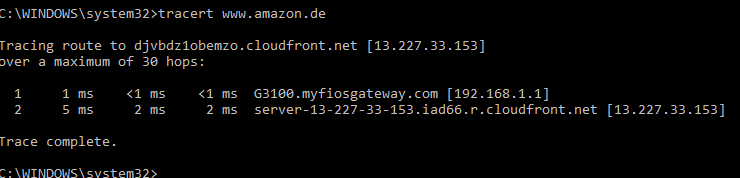 C:\WINDOWS\system32>tracert www.amazon.de
Tracing route to djvbdz1obemzo.cloudfront.net [13.227.33.153]
over a maximum of 30 hops:
1 1 ms <1 ms <1 ms G3100.myfiosgateway.com [192.168.1.1]
2 5 ms 2 ms 2 ms server-13-227-33-153.iad66.r.cloudfront.net [13.227.33.153]
Trace complete.
C:\WINDOWS\system32>